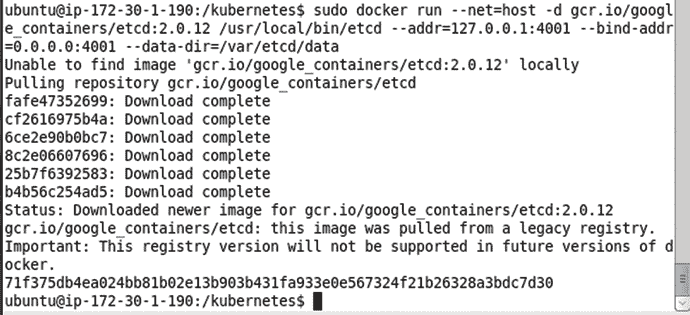 ubuntu@ip-172-30-1-190:/kubernetes$ sudo docker run --net=host -d gcr.io/googl
e_containers/etcd:2.0.12 /usr/local/bin/etcd --addr=127.0.0.1:4001 --bind-addr
=0.0.0.0:4001 --data-dir=/var/etcd/data
Unable to find image 'gcr.io/google_containers/etcd:2.0.12' locally
Pulling repository gcr.io/google_containers/etcd
fafe47352699: Download complete
cf2616975b4a: Download complete
6ce2e90b0bc7: Download complete
8c2e06607696: Download complete
25b7f6392583: Download complete
b4b56c254ad5: Download complete
Status: Downloaded newer image for gcr.io/google_containers/etcd:2.0.12
gcr.io/google_containers/etcd: this image was pulled from a legacy registry.
Important: This registry version will not be supported in future versions of d
ocker.
71f375db4ea024bb81b02e13b903b431fa933e0e567324f21b26328a3bdc7d30
ubuntu@ip-172-30-1-190:/kubernetes$